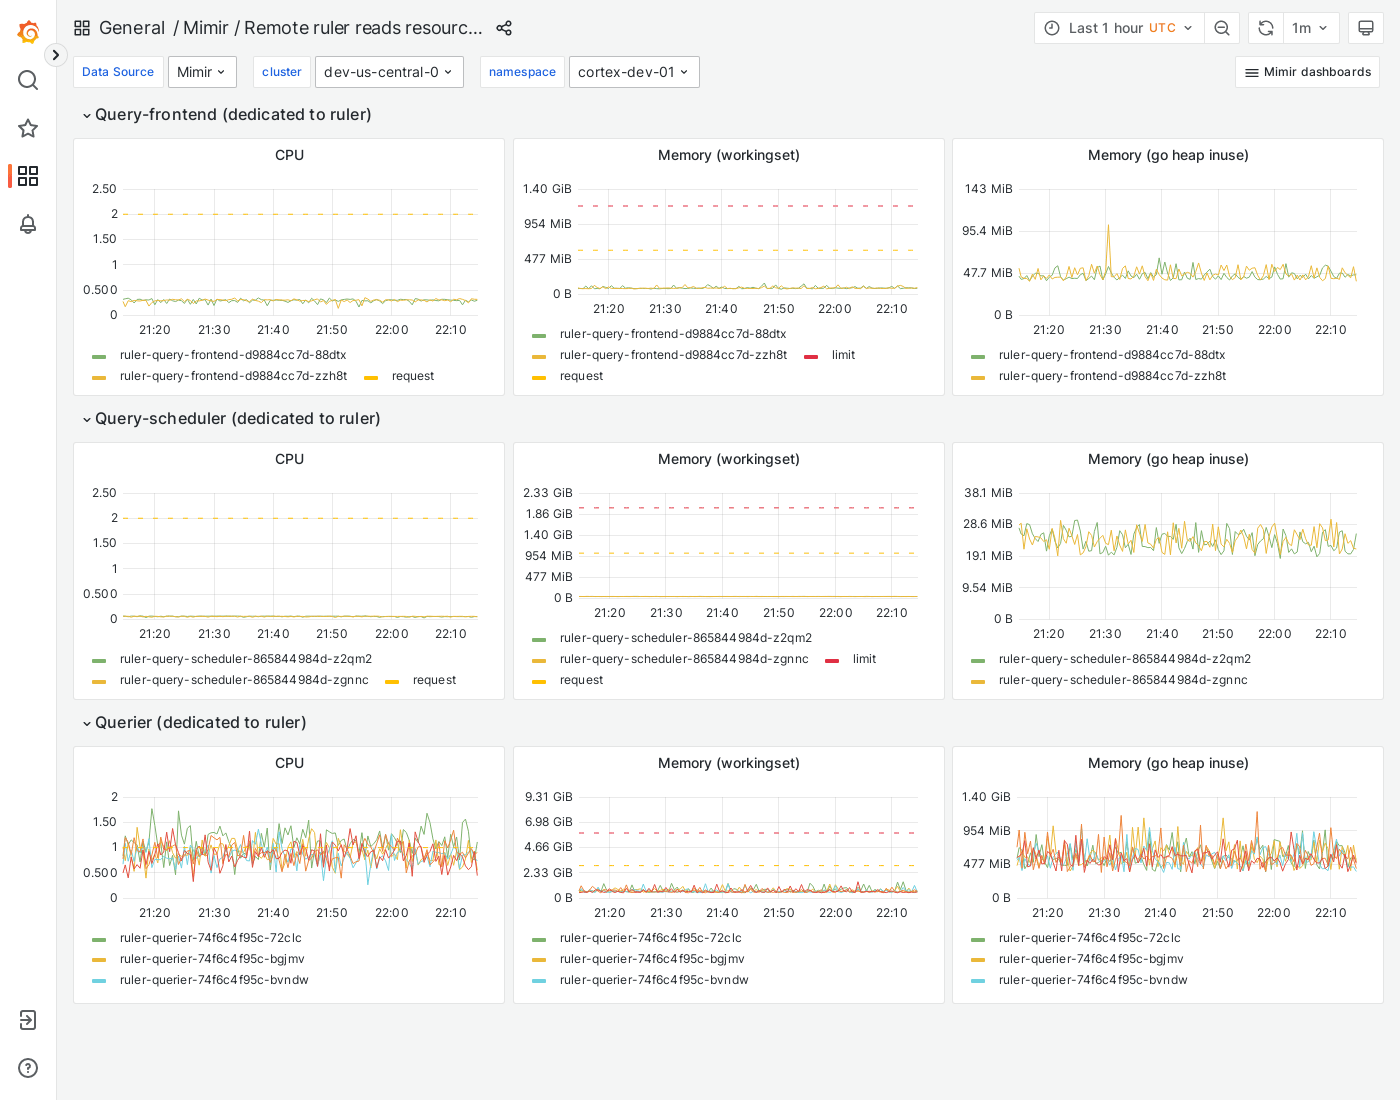 General / Mimir / Remote ruler reads resourc...
Last 1 hour UTC
1m
Data Source Mimir cluster dev-us-central-0 namespace cortex-dev-01 Mimir dashboards
Query-frontend (dedicated to ruler)
CPU
2.50
2
1.50
1
0.500
0
21:20 21:30 21:40 21:50 22:00 22:10
ruler-query-frontend-d9884cc7d-88dtx
ruler-query-frontend-d9884cc7d-zzh8t request
Memory (workingset)
1.40 GiB
954 MiB
477 MiB
0 B
21:20 21:30 21:40 21:50 22:00 22:10
ruler-query-frontend-d9884cc7d-88dtx
ruler-query-frontend-d9884cc7d-zzh8t limit
request
Memory (go heap inuse)
143 MiB
95.4 MiB
47.7 MiB
0 B
21:20 21:30 21:40 21:50 22:00 22:10
ruler-query-frontend-d9884cc7d-88dtx
ruler-query-frontend-d9884cc7d-zzh8t
Query-scheduler (dedicated to ruler)
CPU
2.50
2
1.50
1
0.500
0
21:20 21:30 21:40 21:50 22:00 22:10
ruler-query-scheduler-865844984d-z2qm2
ruler-query-scheduler-865844984d-zgnnc request
Memory (workingset)
2.33 GiB
1.86 GiB
1.40 GiB
954 MiB
477 MiB
0 B
21:20 21:30 21:40 21:50 22:00 22:10
ruler-query-scheduler-865844984d-z2qm2
ruler-query-scheduler-865844984d-zgnnc limit
request
Memory (go heap inuse)
38.1 MiB
28.6 MiB
19.1 MiB
9.54 MiB
0 B
21:20 21:30 21:40 21:50 22:00 22:10
ruler-query-scheduler-865844984d-z2qm2
ruler-query-scheduler-865844984d-zgnnc
Querier (dedicated to ruler)
CPU
2
1.50
1
0.500
0
21:20 21:30 21:40 21:50 22:00 22:10
ruler-querier-74f6c4f95c-72clc
ruler-querier-74f6c4f95c-bgjmv
ruler-querier-74f6c4f95c-bvndw
Memory (workingset)
9.31 GiB
6.98 GiB
4.66 GiB
2.33 GiB
0 B
21:20 21:30 21:40 21:50 22:00 22:10
ruler-querier-74f6c4f95c-72clc
ruler-querier-74f6c4f95c-bgjmv
ruler-querier-74f6c4f95c-bvndw
Memory (go heap inuse)
1.40 GiB
954 MiB
477 MiB
0 B
21:20 21:30 21:40 21:50 22:00 22:10
ruler-querier-74f6c4f95c-72clc
ruler-querier-74f6c4f95c-bgjmv
ruler-querier-74f6c4f95c-bvndw